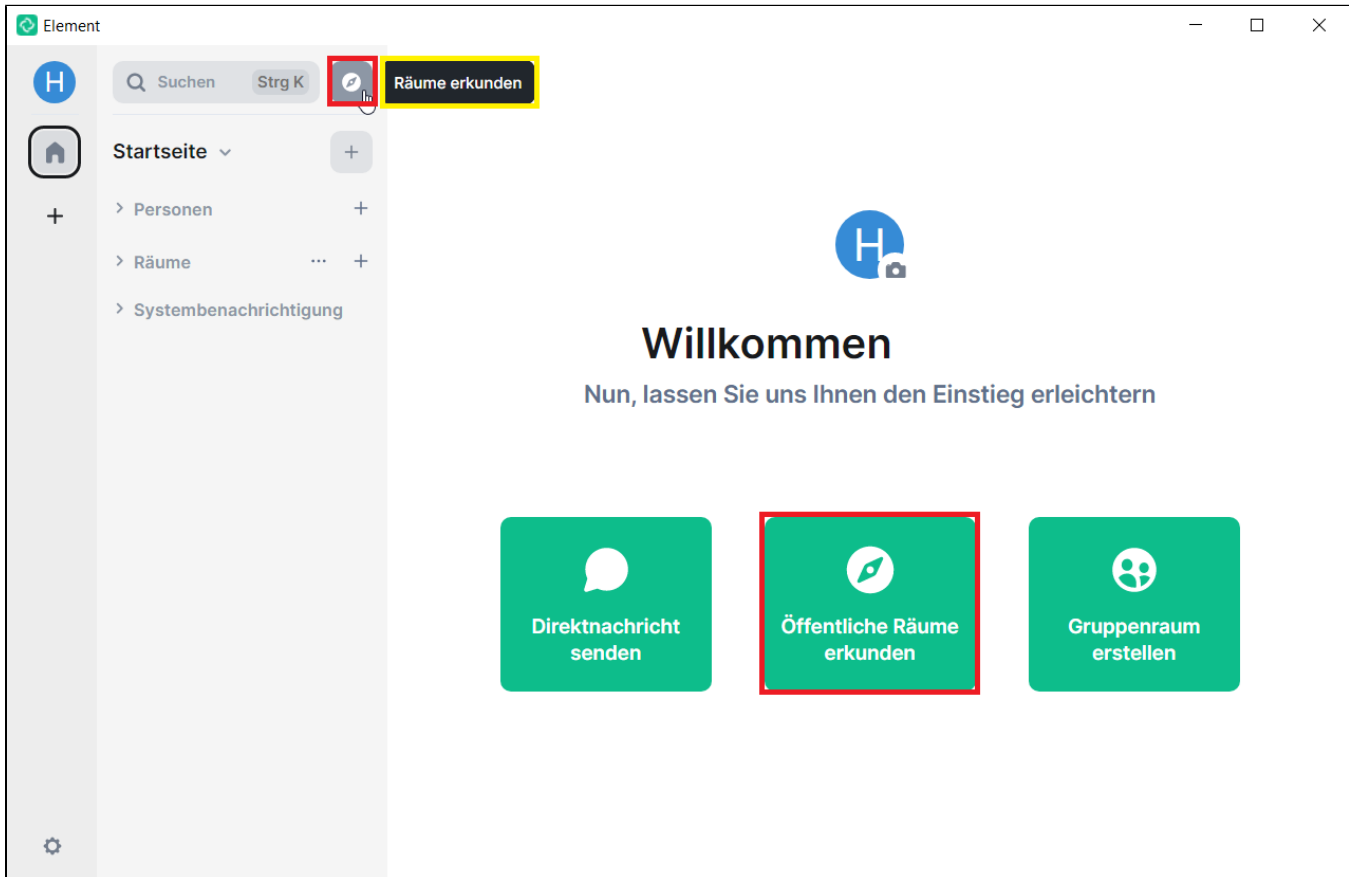 Element
H
Suchen Strg K
Räume erkunden
Startseite
Personen
Räume
Systembenachrichtigung
H
Willkommen
Nun, lassen Sie uns Ihnen den Einstieg erleichtern
Direktnachricht
senden
Öffentliche Räume
erkunden
Gruppenraum
erstellen